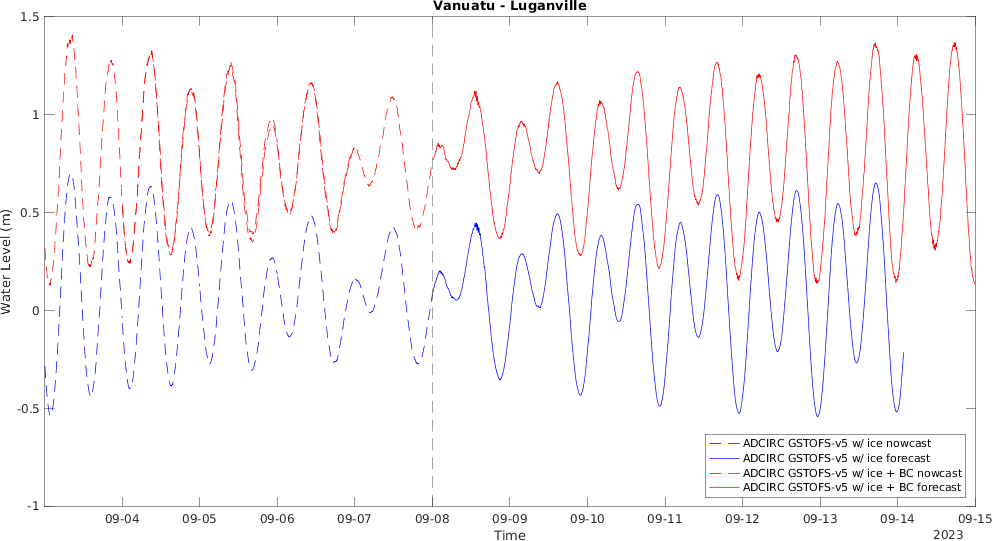 Vanuatu - Luganville
1.5
1
0.5
0
-0.5
-1
Water Level (m)
ADCIRC GSTOFS-v5 w/ ice nowcast
ADCIRC GSTOFS-v5 w/ ice forecast
ADCIRC GSTOFS-v5 w/ ice + BC nowcast
ADCIRC GSTOFS-v5 w/ ice + BC forecast
09-04 09-05 09-06 09-07 09-08 09-09 09-10 09-11 09-12 09-13 09-14 09-15
Time
2023